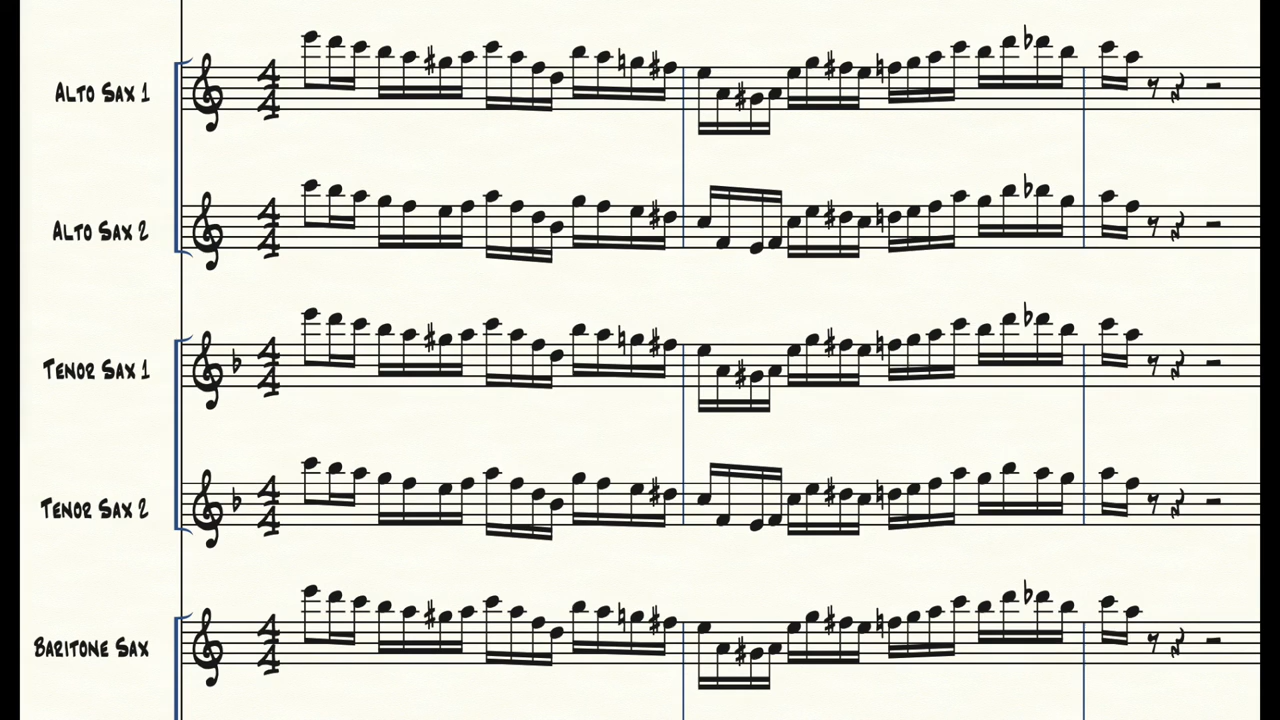 Alto Sax 1
Alto Sax 2
Tenor Sax 1
Tenor Sax 2
Baritone Sax